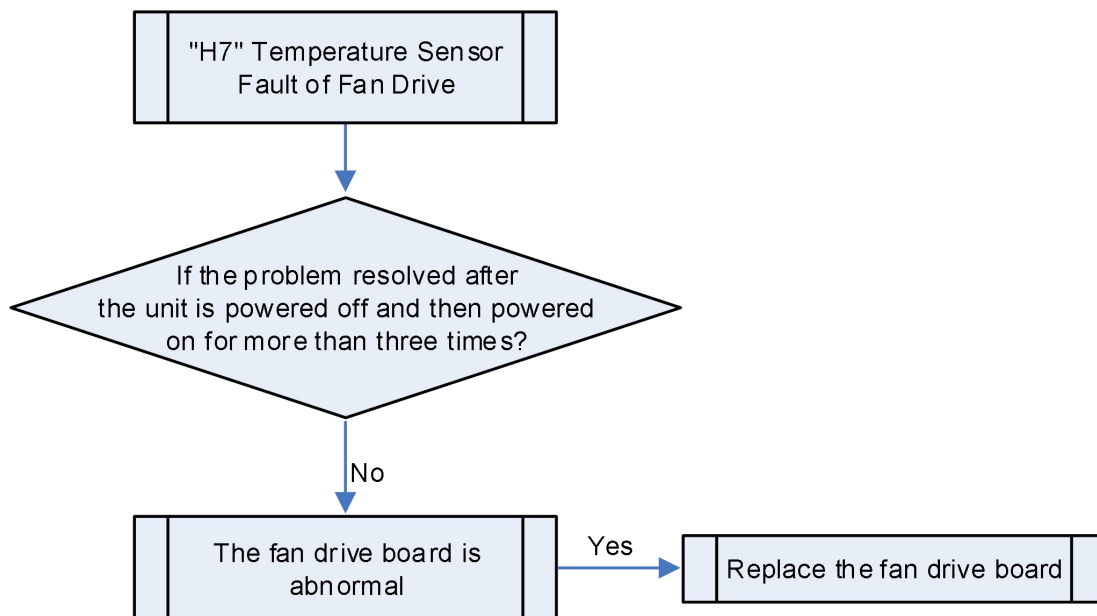 "H7" Temperature Sensor
Fault of Fan Drive
If the problem resolved after
the unit is powered off and then powered
on for more than three times?
No
The fan drive board is
abnormal
Yes
Replace the fan drive board